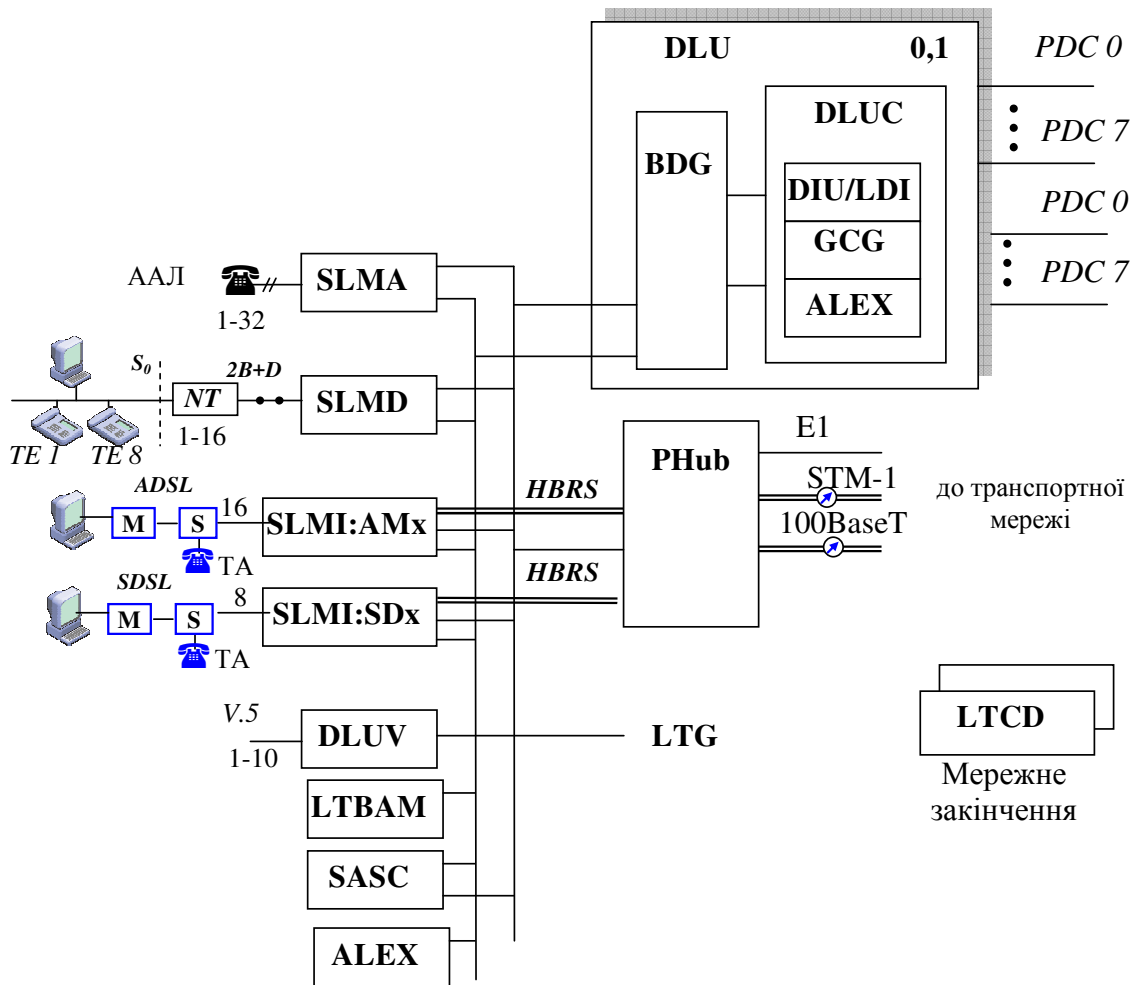 DLU 0,1
PDC 0
DLUC
PDC 7
BDG
DIU/LDI
PDC 0
GCG
ААЛ
SLMA
PDC 7
ALEX
1-32
S₀
2B+D
NT
SLMD
1-16
E1
TE 1 TE 8
PHub
STM-1
ADSL
HBRS
до транспортної
мережі
16
M S
SLMI:AMx
100BaseT
ТА
SDSL
HBRS
8
M S
SLMI:SDx
ТА
V.5
DLUV
LTG
LTCD
1-10
Мережне
закінчення
LTBAM
SASC
ALEX